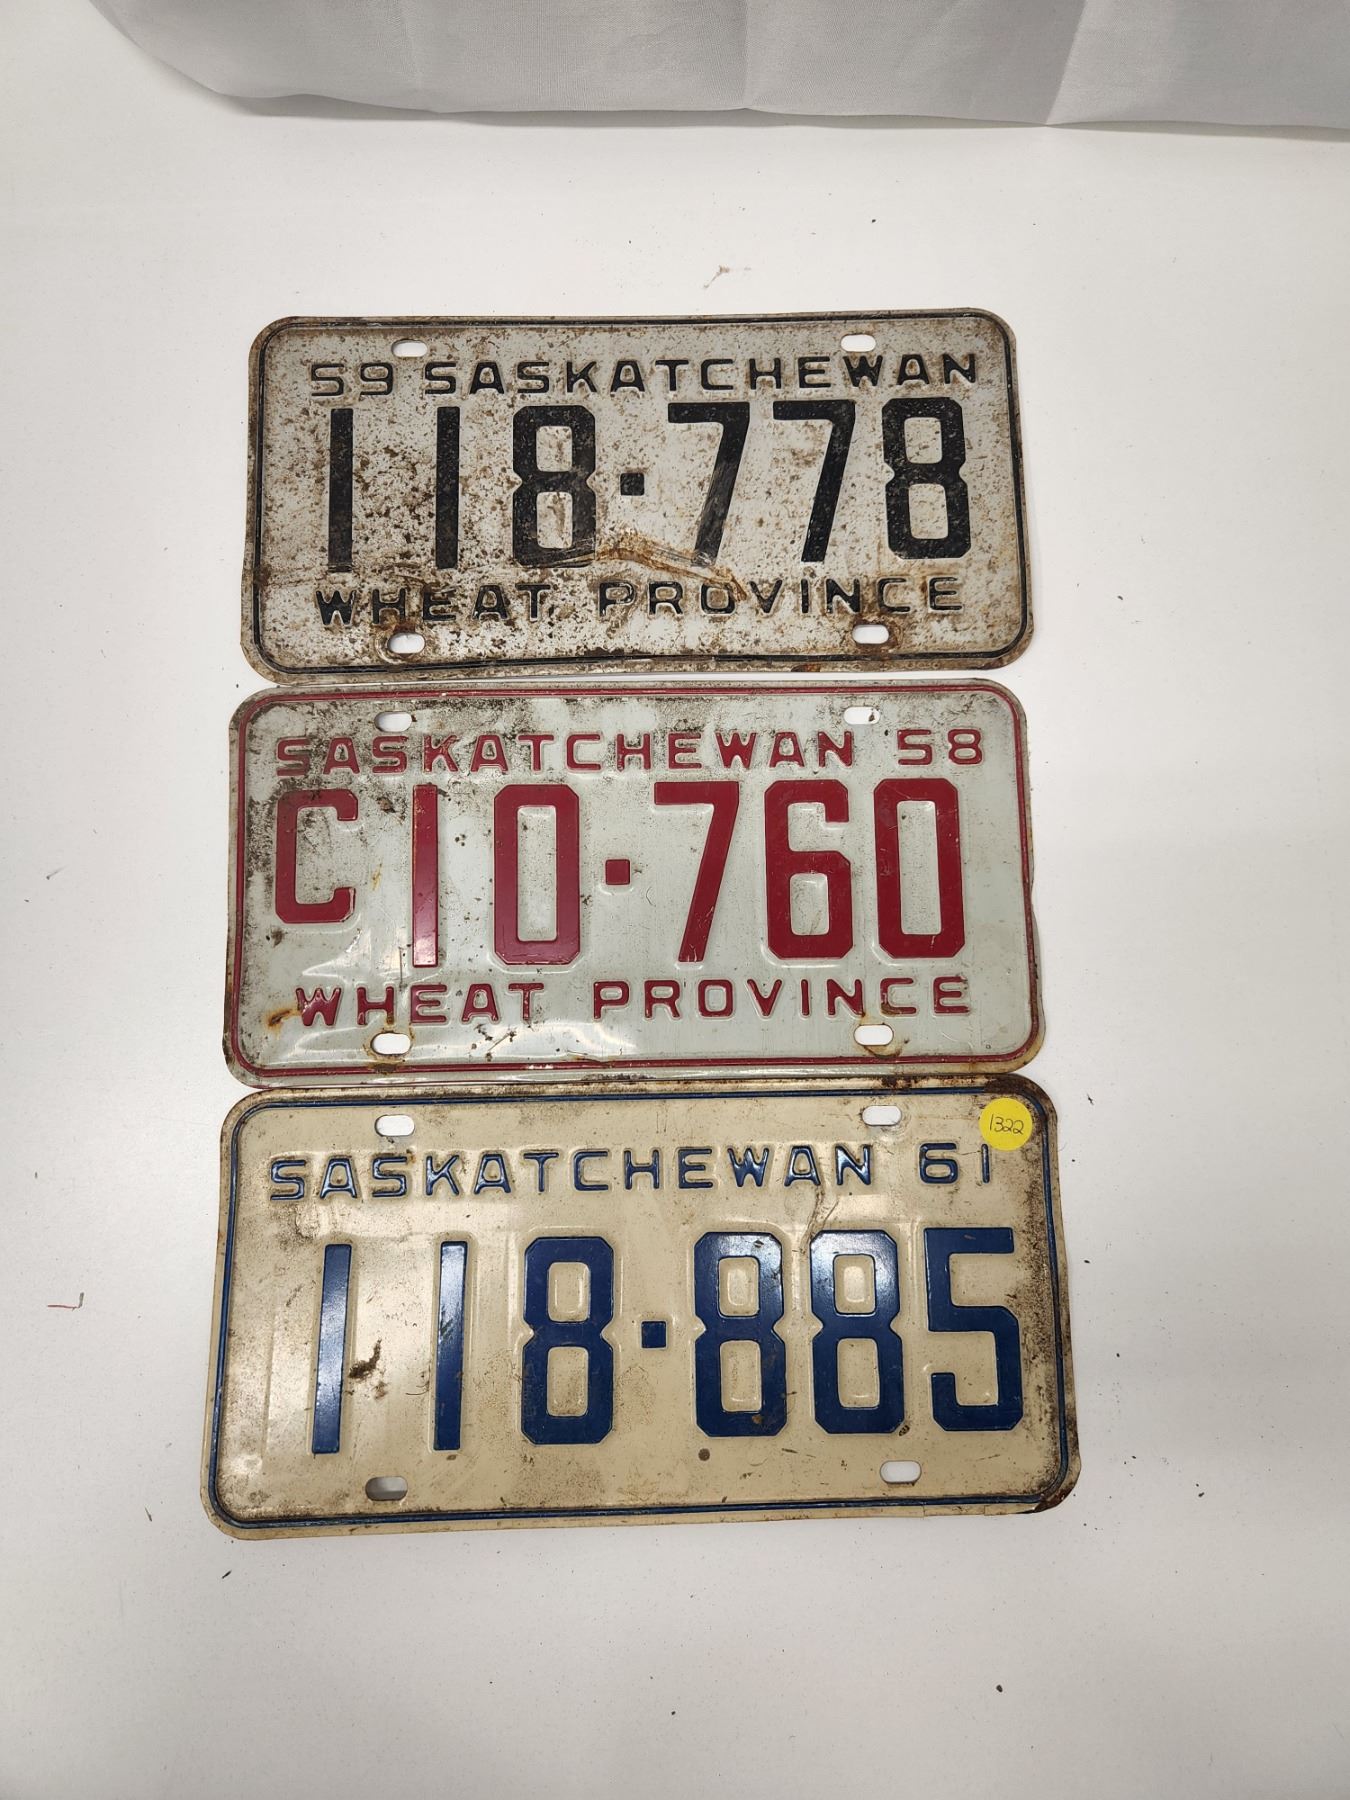 59 SASKATCHEWAN
118·778
WHEAT PROVINCE
SASKATCHEWAN 58
C10·760
WHEAT PROVINCE
1322
SASKATCHEWAN 61
118·885